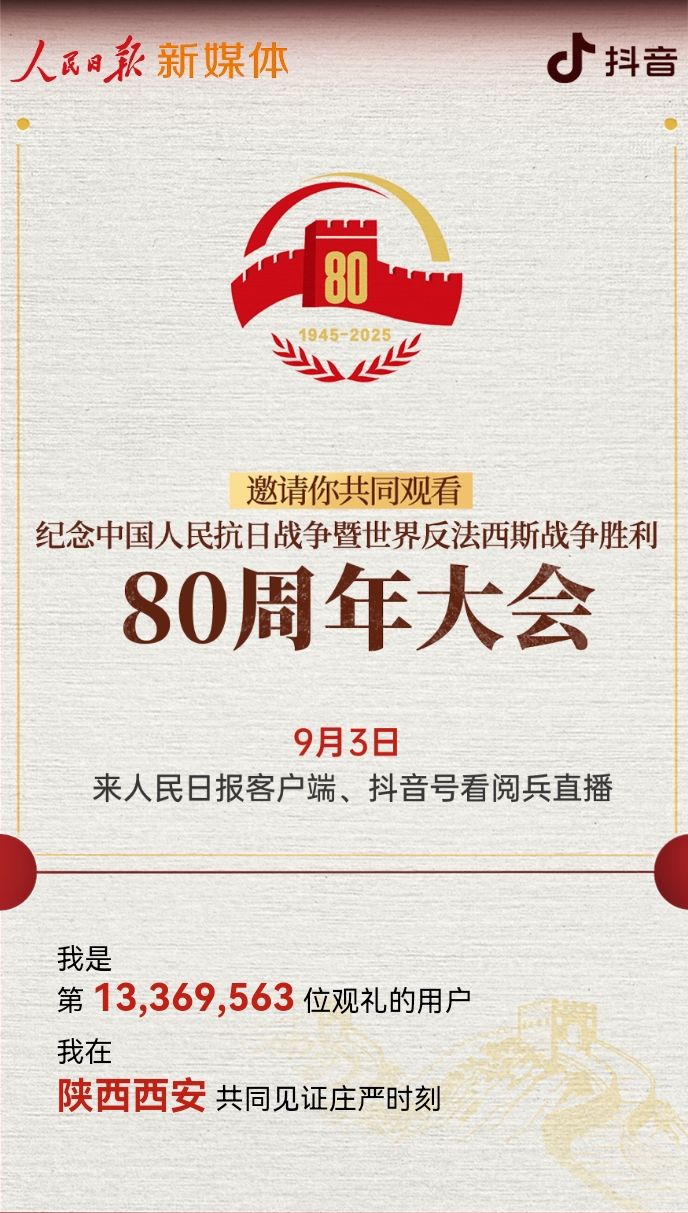 人民日报 新媒体
抖音
80
1945-2025
邀请你共同观看
纪念中国人民抗日战争暨世界反法西斯战争胜利
80周年大会
9月3日
来人民日报客户端、抖音号看阅兵直播
我是
第 13,369,563 位观礼的用户
我在
陕西西安 共同见证庄严时刻